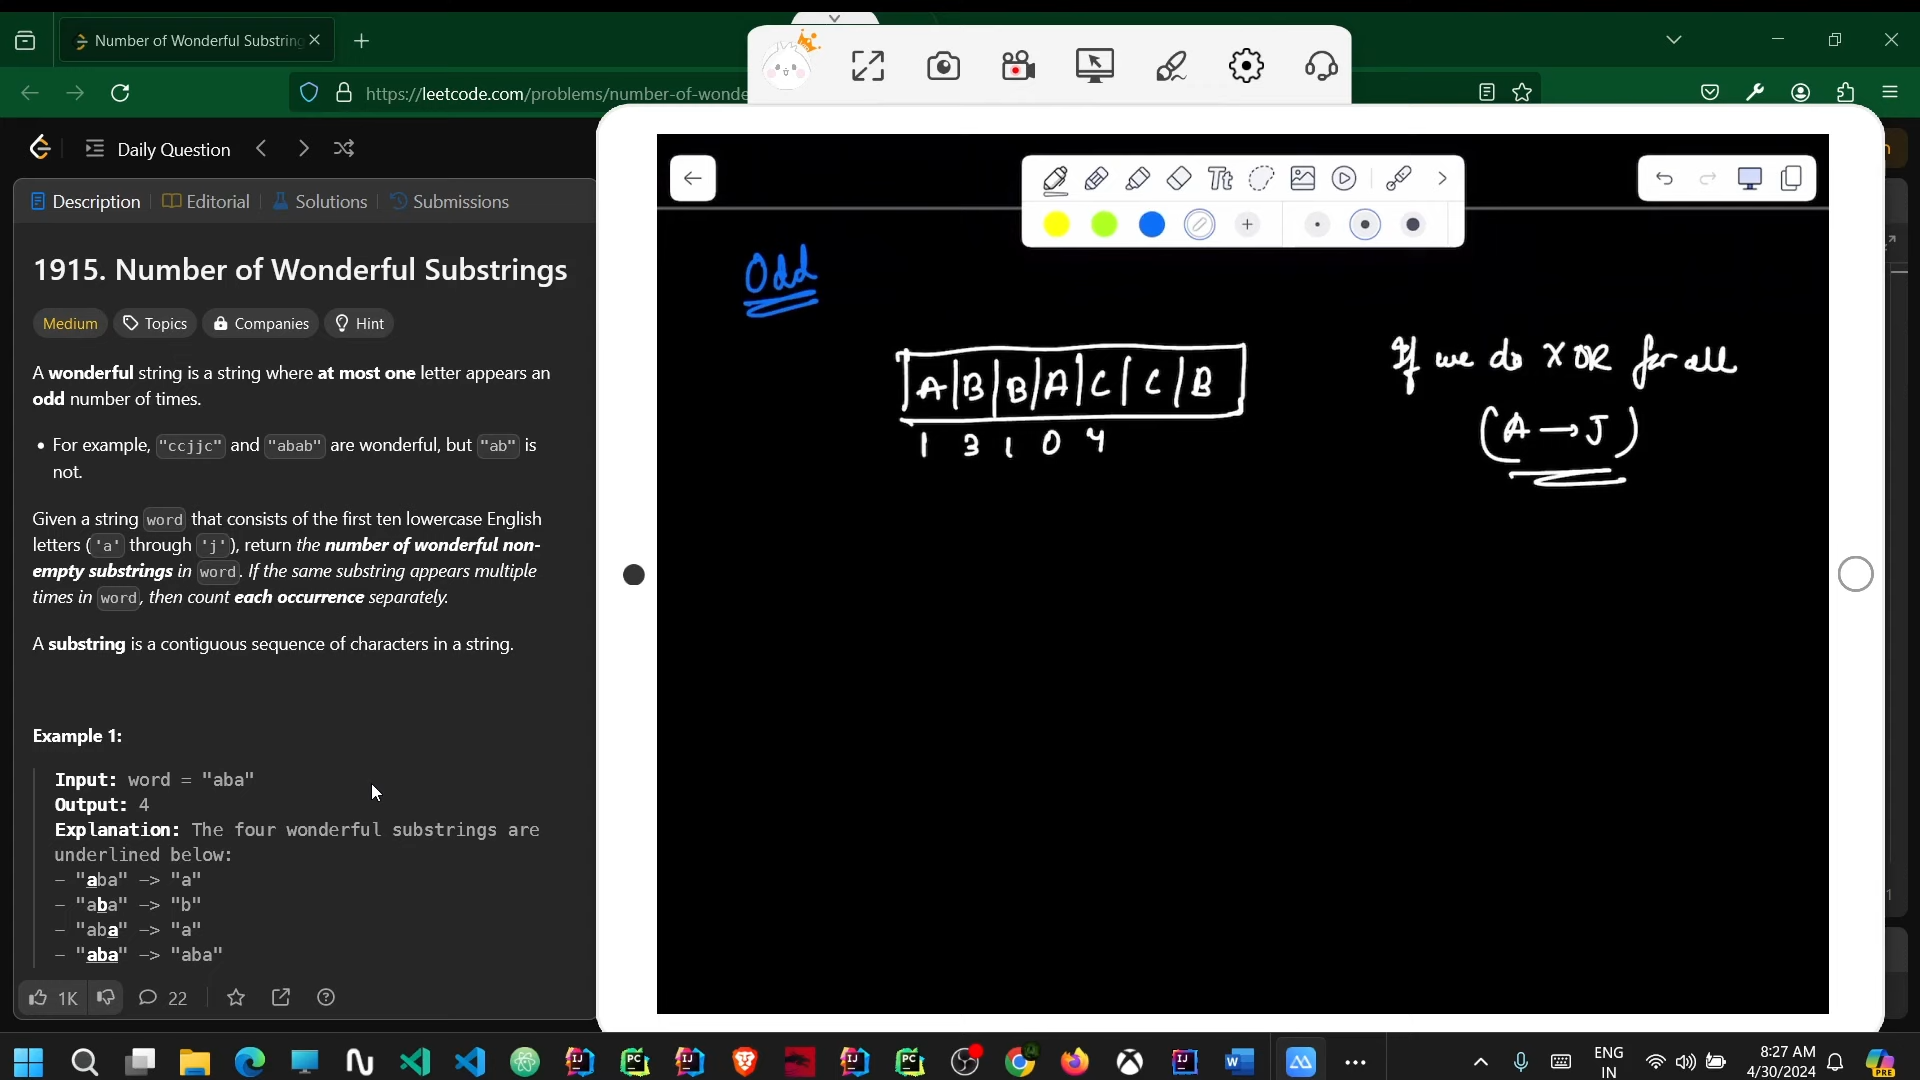 Number of Wonderful Substring
https://leetcode.com/problems/number-of-wonde
Daily Question
Description
Editorial
Solutions
Submissions
1915. Number of Wonderful Substrings
Medium
Topics
Companies
Hint
A wonderful string is a string where at most one letter appears an
odd number of times.
• For example, "ccjjc" and "abab" are wonderful, but "ab" is
not.
Given a string word that consists of the first ten lowercase English
letters ('a' through 'j'), return the number of wonderful non-
empty substrings in word. If the same substring appears multiple
times in word, then count each occurrence separately.
A substring is a contiguous sequence of characters in a string.
Example 1:
Input: word = "aba"
Output: 4
Explanation: The four wonderful substrings are
underlined below:
- "aba" -> "a"
- "aba" -> "b"
- "aba" -> "a"
- "aba" -> "aba"
1K
22
Tt
Odd
A B B A C C B
1 3 1 0 4
If we do XOR for all
(A → J)
ENG
IN
8:27 AM
4/30/2024